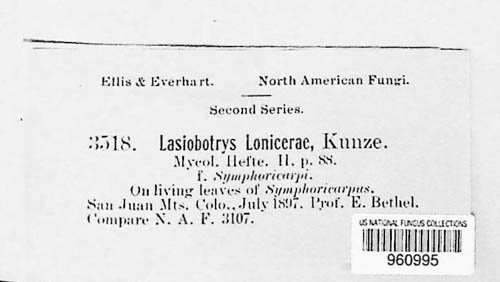 Ellis & Everhart. North American Fungi.
Second Series.
3518. Lasiobotrys Lonicerae, Kunze.
Mycol. Hefte. II. p. 88.
f. Symphoricarpi.
On living leaves of Symphoricarpus.
San Juan Mts. Colo., July 1897. Prof. E. Bethel.
Compare N. A. F. 3107.
US NATIONAL FUNGUS COLLECTIONS
960995